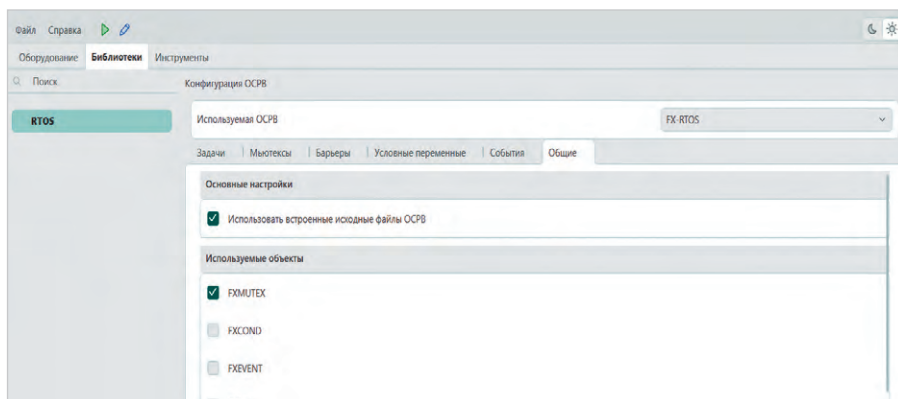 Файл Справка
Оборудование Библиотеки Инструменты
Поиск
Конфигурация ОСРВ
RTOS
Используемая ОСРВ FX-RTOS
Задачи Мьютексы Барьеры Условные переменные События Общие
Основные настройки
Использовать встроенные исходные файлы ОСРВ
Используемые объекты
FXMUTEX
FXCOND
FXEVENT